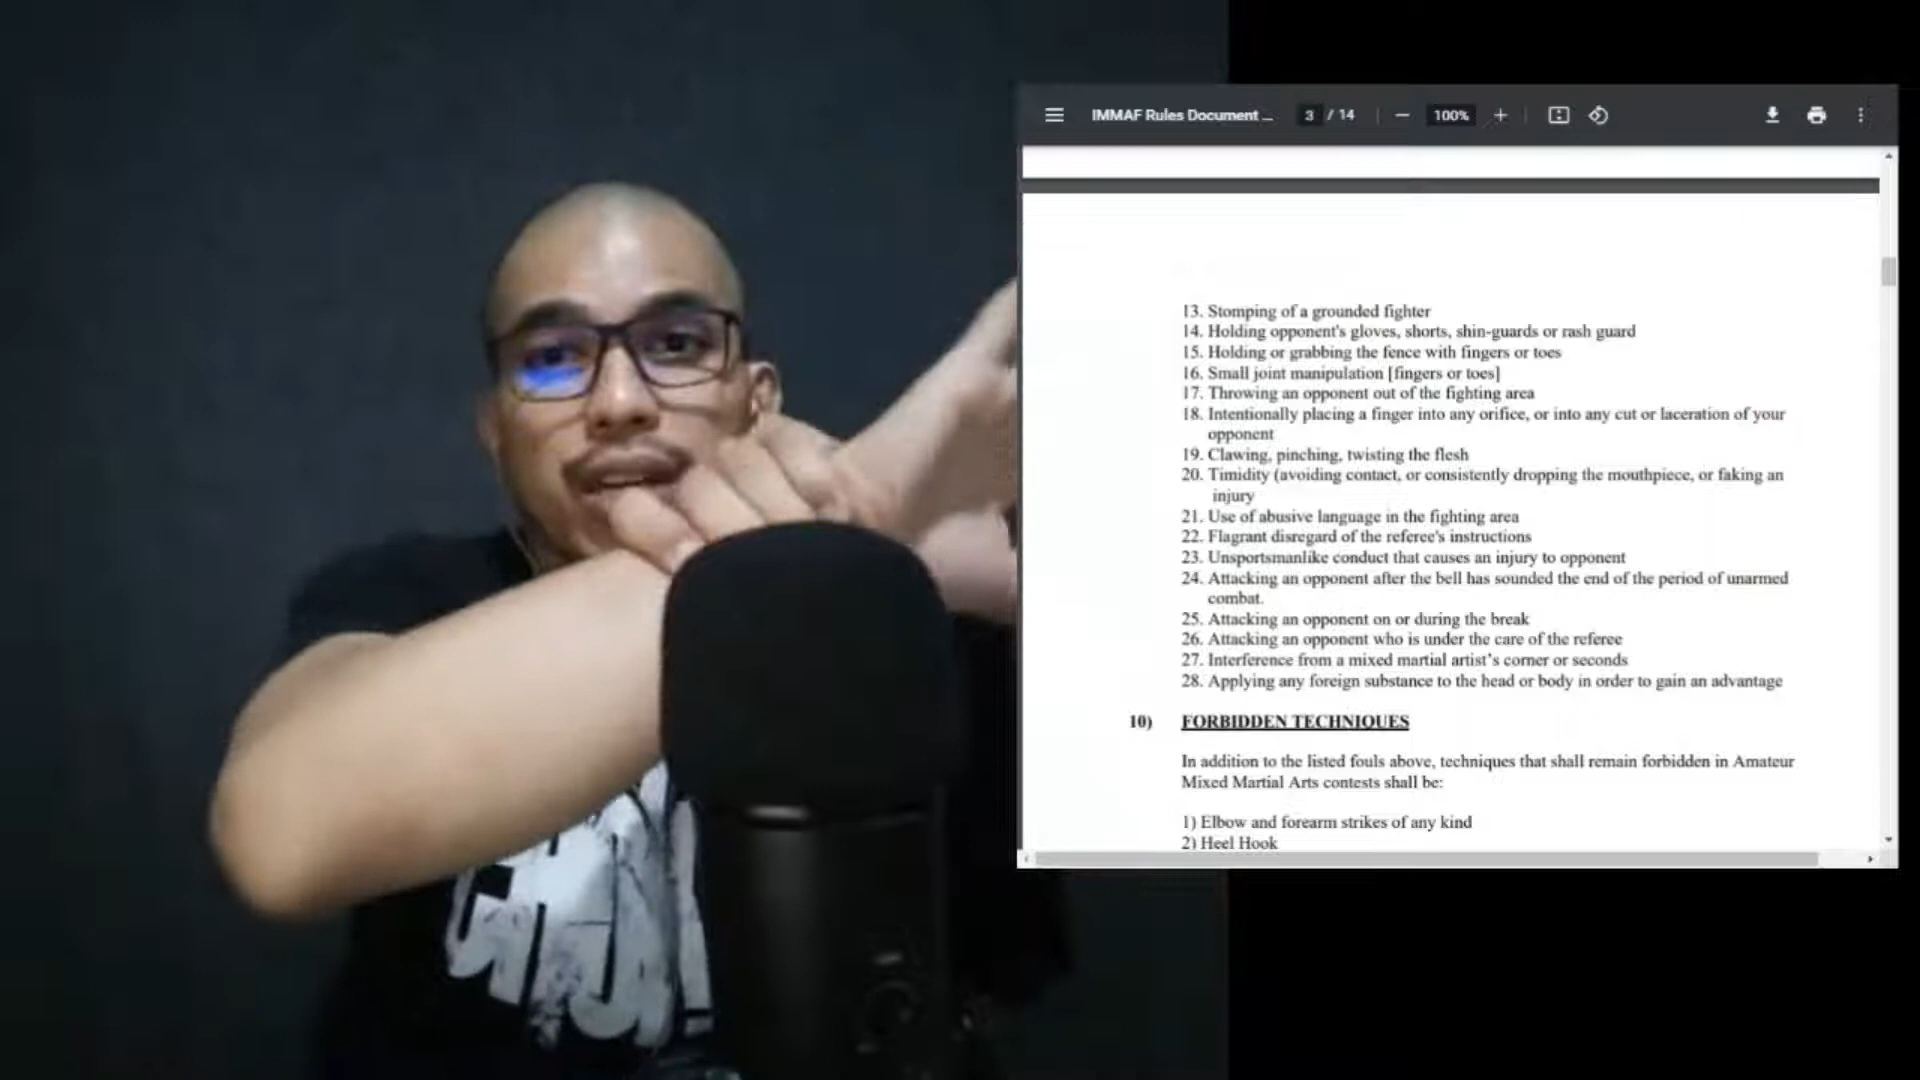 IMMAF Rules Document ...
3 / 14
100%
13. Stomping of a grounded fighter
14. Holding opponent's gloves, shorts, shin-guards or rash guard
15. Holding or grabbing the fence with fingers or toes
16. Small joint manipulation [fingers or toes]
17. Throwing an opponent out of the fighting area
18. Intentionally placing a finger into any orifice, or into any cut or laceration of your
opponent
19. Clawing, pinching, twisting the flesh
20. Timidity (avoiding contact, or consistently dropping the mouthpiece, or faking an
injury
21. Use of abusive language in the fighting area
22. Flagrant disregard of the referee's instructions
23. Unsportsmanlike conduct that causes an injury to opponent
24. Attacking an opponent after the bell has sounded the end of the period of unarmed
combat.
25. Attacking an opponent on or during the break
26. Attacking an opponent who is under the care of the referee
27. Interference from a mixed martial artist's corner or seconds
28. Applying any foreign substance to the head or body in order to gain an advantage
10) FORBIDDEN TECHNIQUES
In addition to the listed fouls above, techniques that shall remain forbidden in Amateur
Mixed Martial Arts contests shall be:
1) Elbow and forearm strikes of any kind
2) Heel Hook